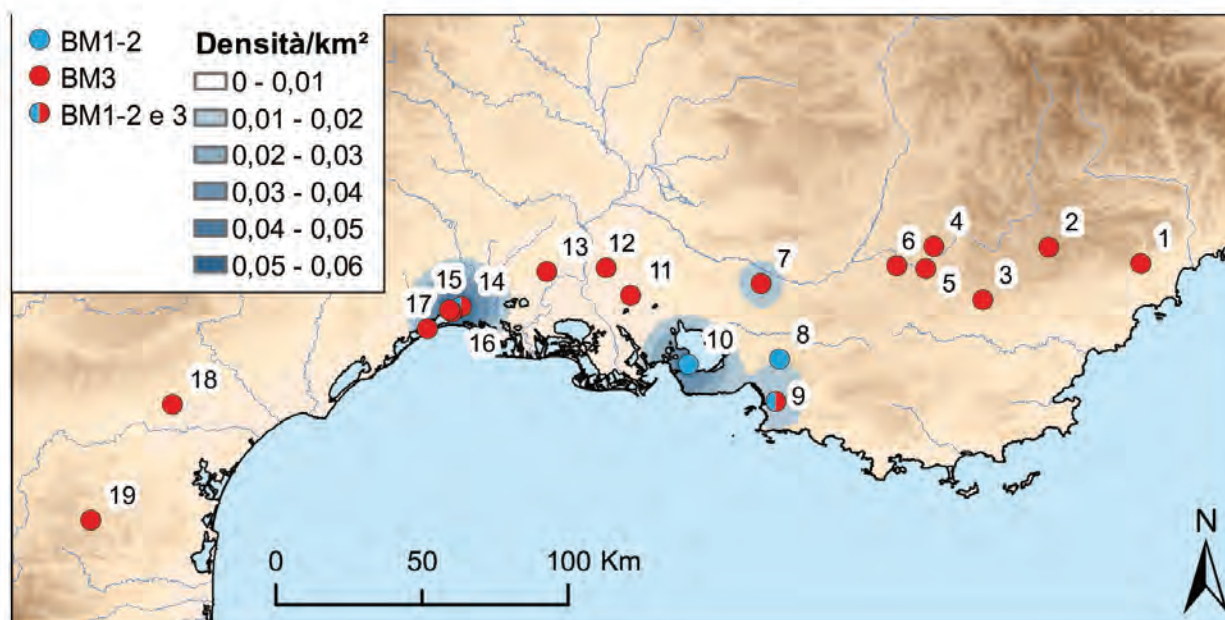 BM1-2
BM3
BM1-2 e 3
Densità/km²
0 - 0,01
0,01 - 0,02
0,02 - 0,03
0,03 - 0,04
0,04 - 0,05
0,05 - 0,06
1
2
3
4
5
6
7
8
9
10
11
12
13
14
15
16
17
18
19
0 50 100 Km
N